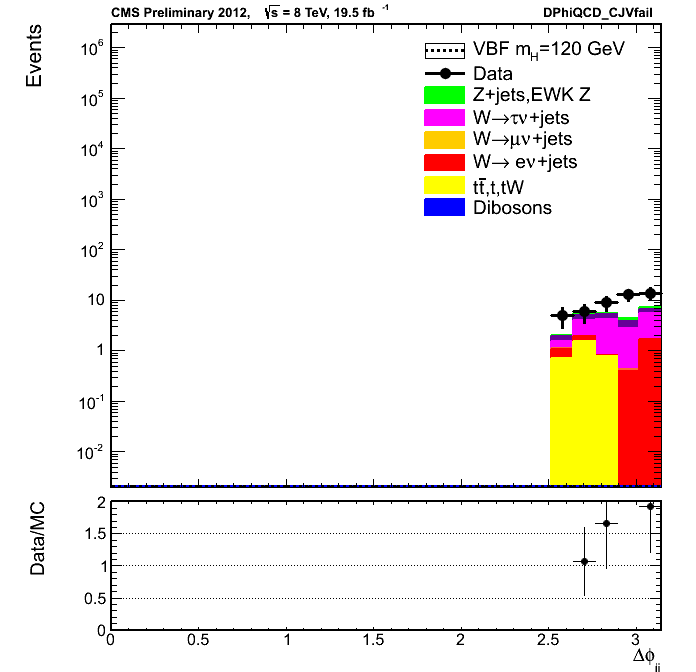 CMS Preliminary 2012, √s = 8 TeV, 19.5 fb⁻¹ DPhiQCD_CJVfail
Events
10⁶
10⁵
10⁴
10³
10²
10
1
10⁻¹
10⁻²
VBF m_H=120 GeV
Data
Z+jets,EWK Z
W→τν+jets
W→μν+jets
W→ eν+jets
tt̄,t,tW
Dibosons
Data/MC
2
1.5
1
0.5
0
0 0.5 1 1.5 2 2.5 3
Δϕ_jj